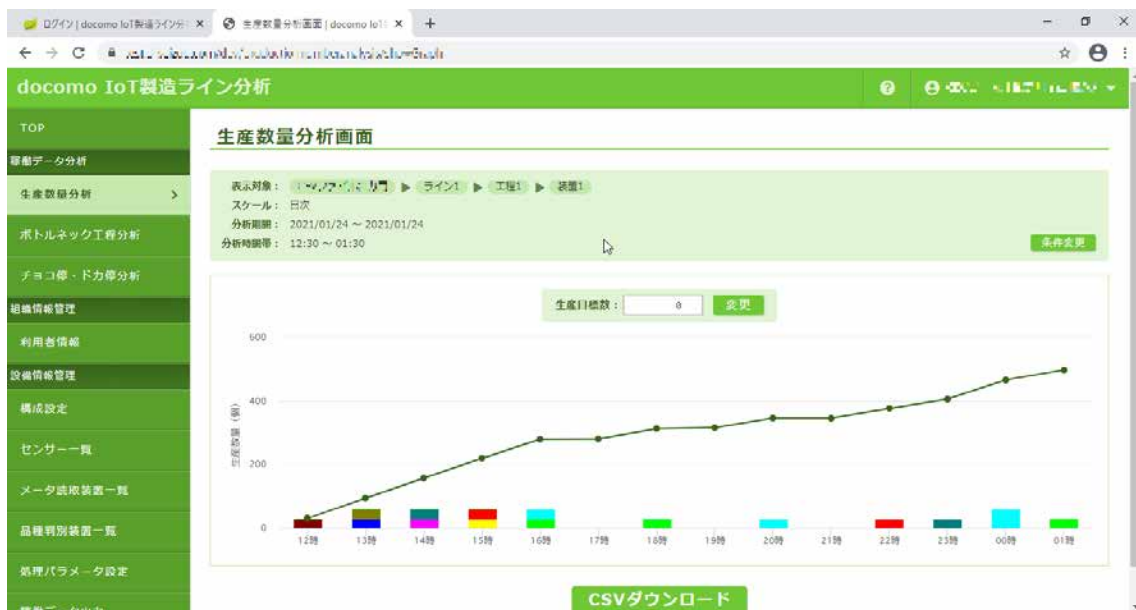 ログイン | docomo IoT製造ライン分
生産数量分析画面 | docomo IoT
docomo IoT製造ライン分析
TOP
稼働データ分析
生産数量分析
ボトルネック工程分析
チョコ停・ドカ停分析
組織情報管理
利用者情報
設備情報管理
構成設定
センサー一覧
メータ読取装置一覧
品種判別装置一覧
処理パラメータ設定
生産数量分析画面
表示対象：
ライン1
工程1
装置1
スケール： 日次
分析期間： 2021/01/24 ～ 2021/01/24
分析時間帯： 12:30 ～ 01:30
条件変更
生産目標数： 0 変更
生産数量（個）
600
400
200
0
12時 13時 14時 15時 16時 17時 18時 19時 20時 21時 22時 23時 00時 01時
CSVダウンロード